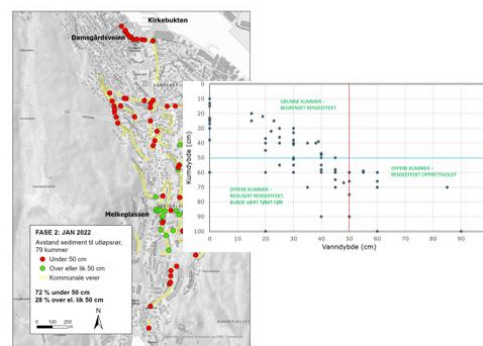 Kirkebukten
Damsgårdsveien
Melkeplassen
FASE 2: JAN 2022
Avstand sediment til utløpsrør,
79 kummer
Under 50 cm
Over eller lik 50 cm
Kommunale veier
72 % under 50 cm
28 % over el. lik 50 cm
0 100 200
N
GRUNNE KUMMER –
BEGRENSET RENSEEFFEKT
DYPERE KUMMER –
RENSEEFFEKT OPPRETTHOLDT
DYPERE KUMMER –
REDUSERT RENSEEFFEKT,
BURDE VÆRT TØMT FØR
Kumdybde (cm)
0
10
20
30
40
50
60
70
80
90
100
0 10 20 30 40 50 60 70 80 90
Vanndybde (cm)